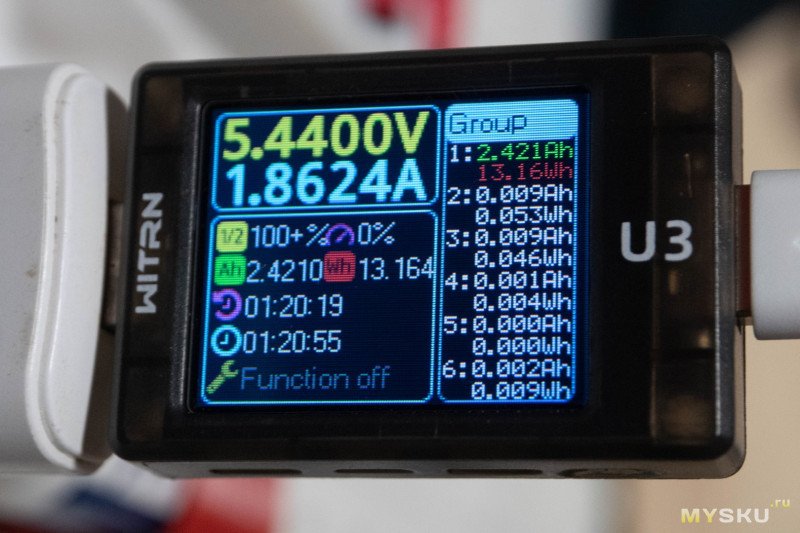 WITRN
5.4400V
1.8624A
1/2 100+% 0%
Ah 2.4210 Wh 13.164
01:20:19
01:20:55
Function off
Group
1:2.421Ah
13.16Wh
2:0.009Ah
0.053Wh
3:0.009Ah
0.046Wh
4:0.001Ah
0.004Wh
5:0.000Ah
0.000Wh
6:0.002Ah
0.009Wh
U3
MYSKU.ru